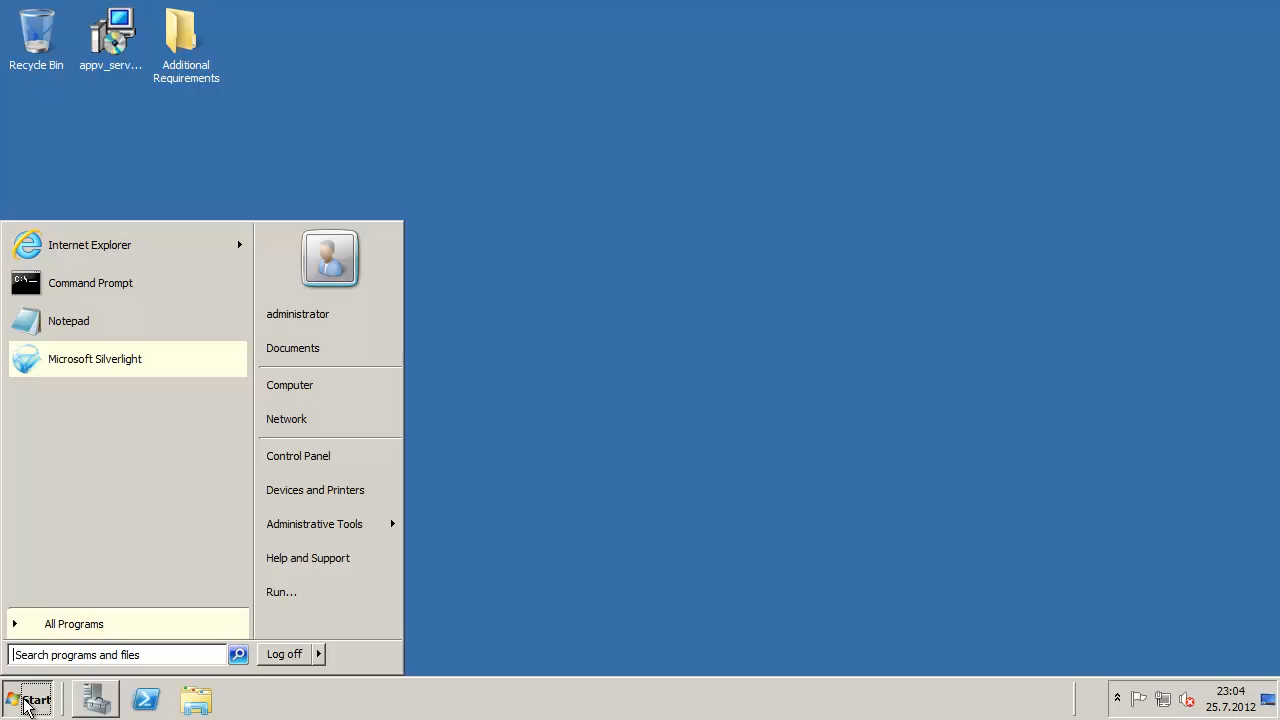 Recycle Bin
appv_serv...
Additional
Requirements
Internet Explorer
Command Prompt
Notepad
Microsoft Silverlight
All Programs
Search programs and files
administrator
Documents
Computer
Network
Control Panel
Devices and Printers
Administrative Tools
Help and Support
Run...
Log off
Start
23:04
25.7.2012